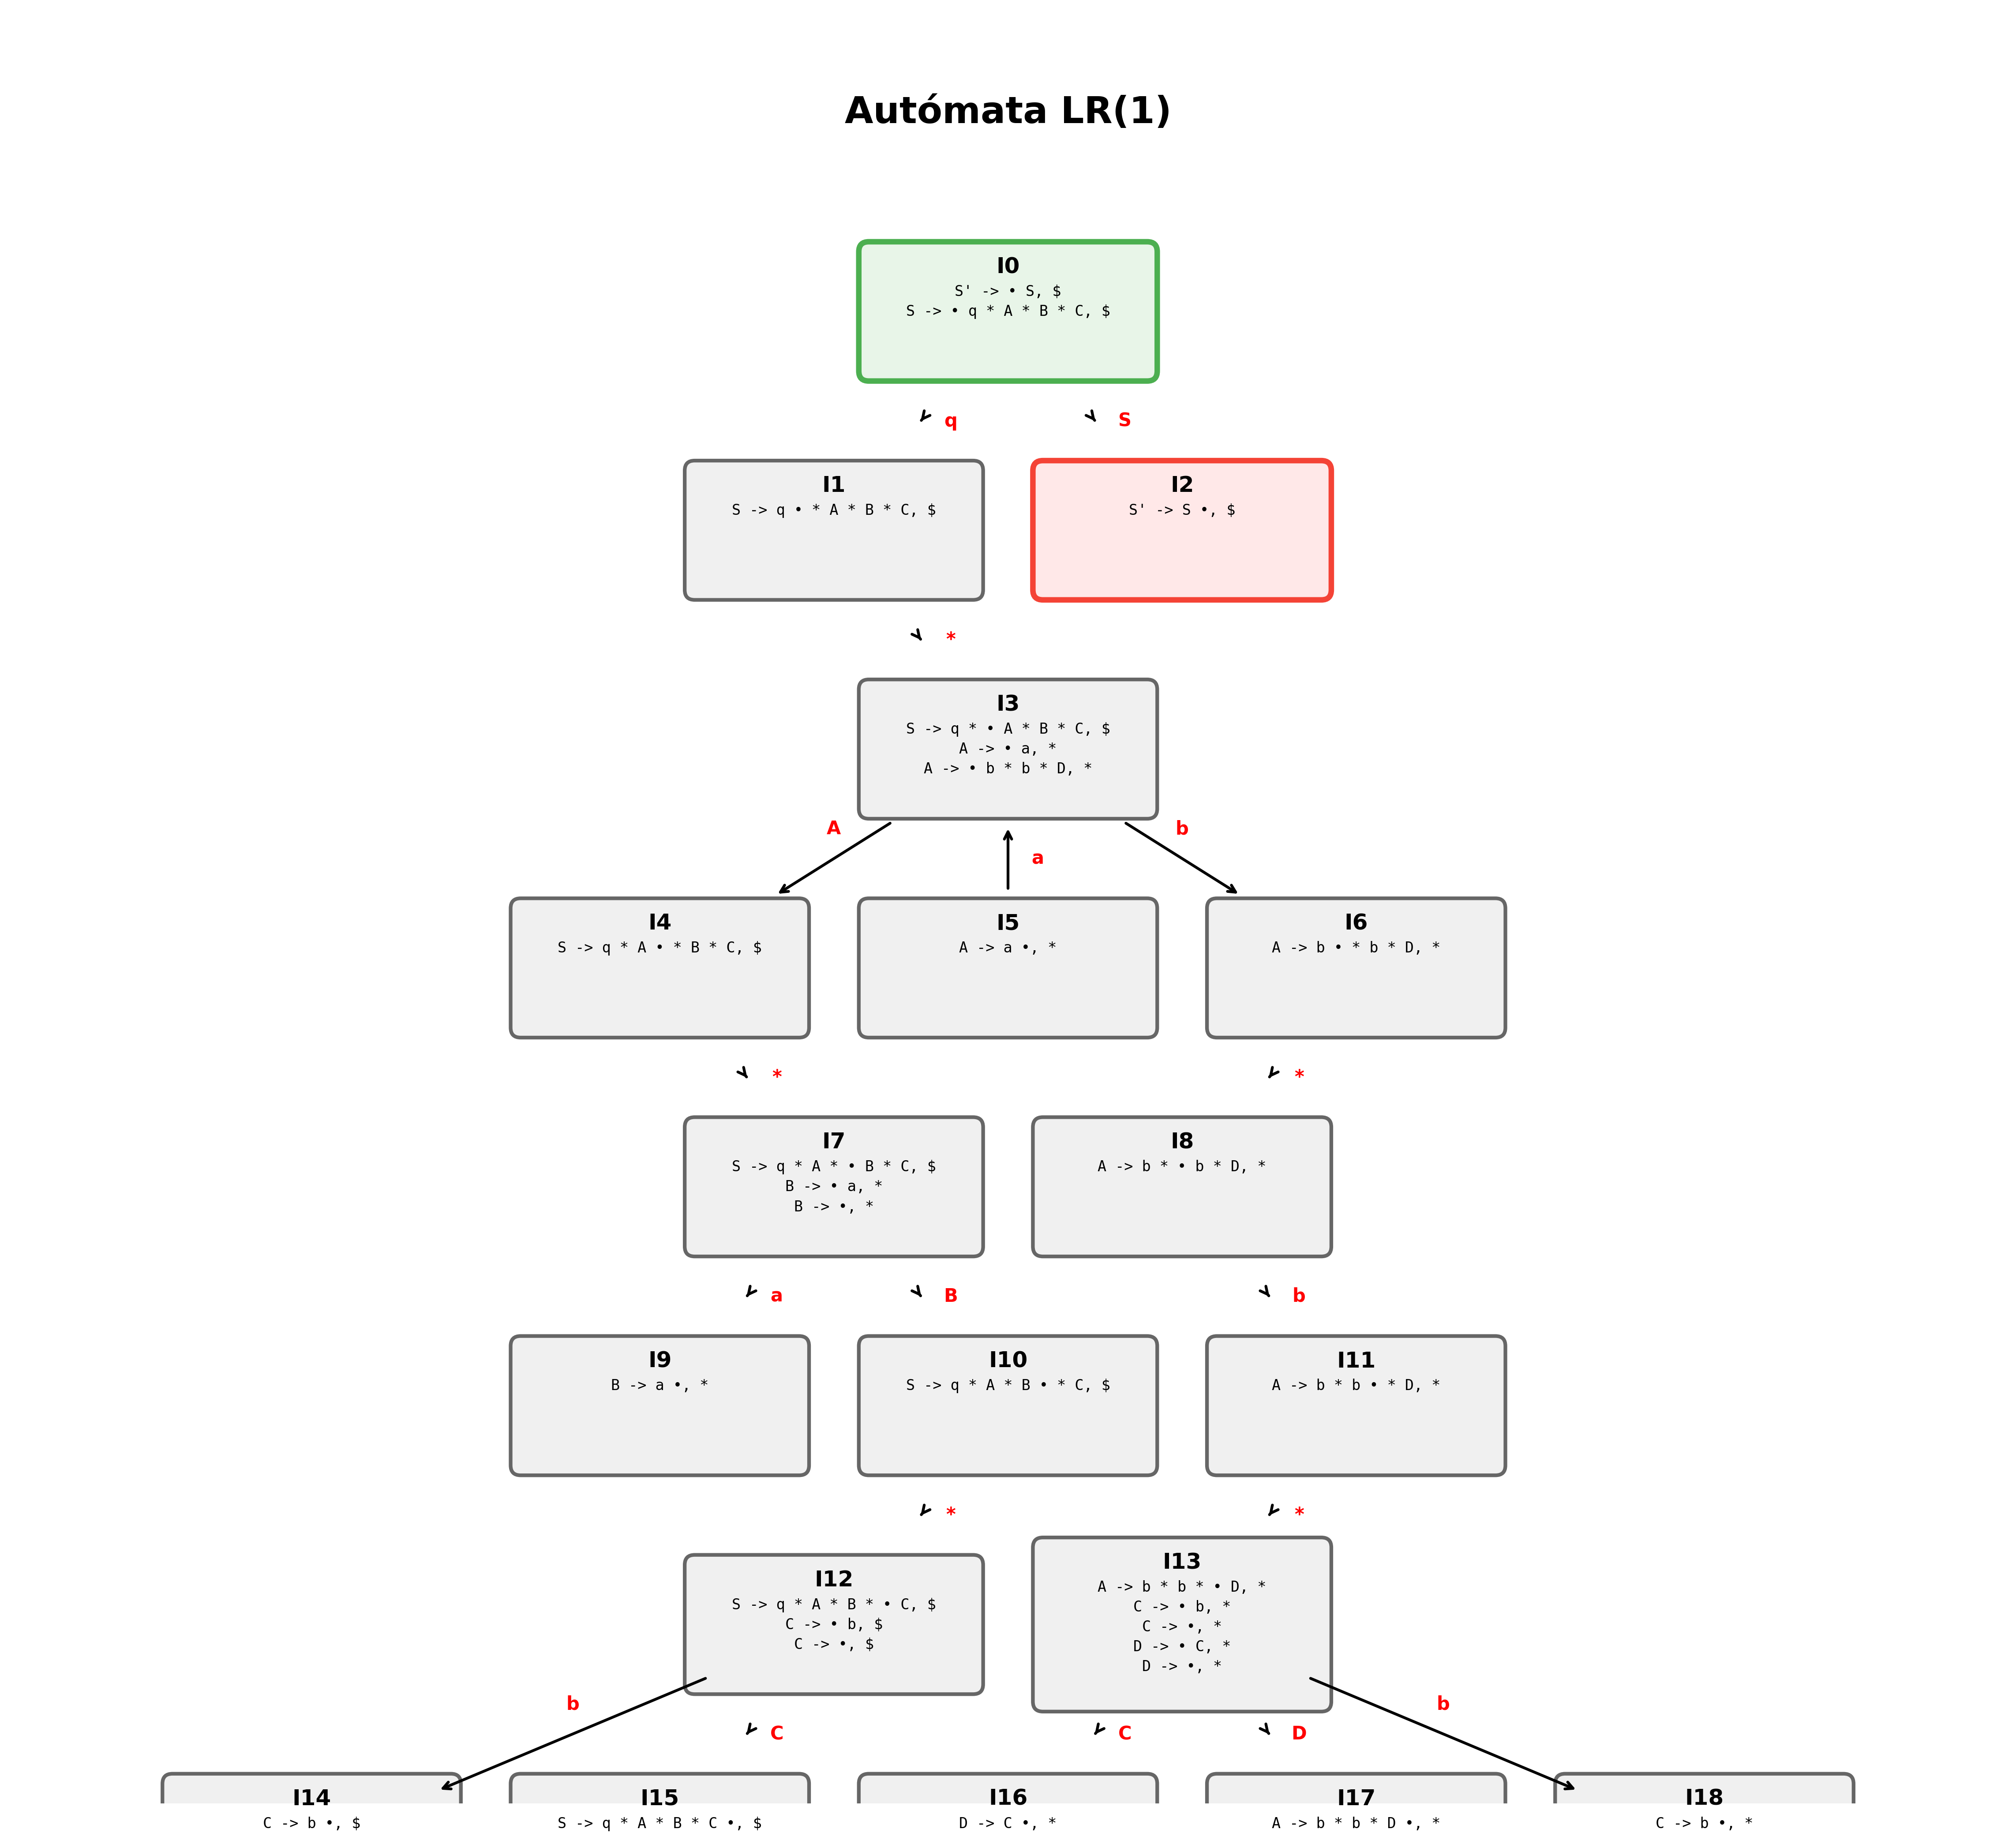 Autómata LR(1)
I0
S' -> • S, $
S -> • q * A * B * C, $
q
S
I1
S -> q • * A * B * C, $
I2
S' -> S •, $
*
I3
S -> q * • A * B * C, $
A -> • a, *
A -> • b * b * D, *
A
a
b
I4
S -> q * A • * B * C, $
I5
A -> a •, *
I6
A -> b • * b * D, *
*
*
I7
S -> q * A * • B * C, $
B -> • a, *
B -> •, *
I8
A -> b * • b * D, *
a
B
b
I9
B -> a •, *
I10
S -> q * A * B • * C, $
I11
A -> b * b • * D, *
*
*
I12
S -> q * A * B * • C, $
C -> • b, $
C -> •, $
I13
A -> b * b * • D, *
C -> • b, *
C -> •, *
D -> • C, *
D -> •, *
b
C
C
D
b
I14
C -> b •, $
I15
S -> q * A * B * C •, $
I16
D -> C •, *
I17
A -> b * b * D •, *
I18
C -> b •, *